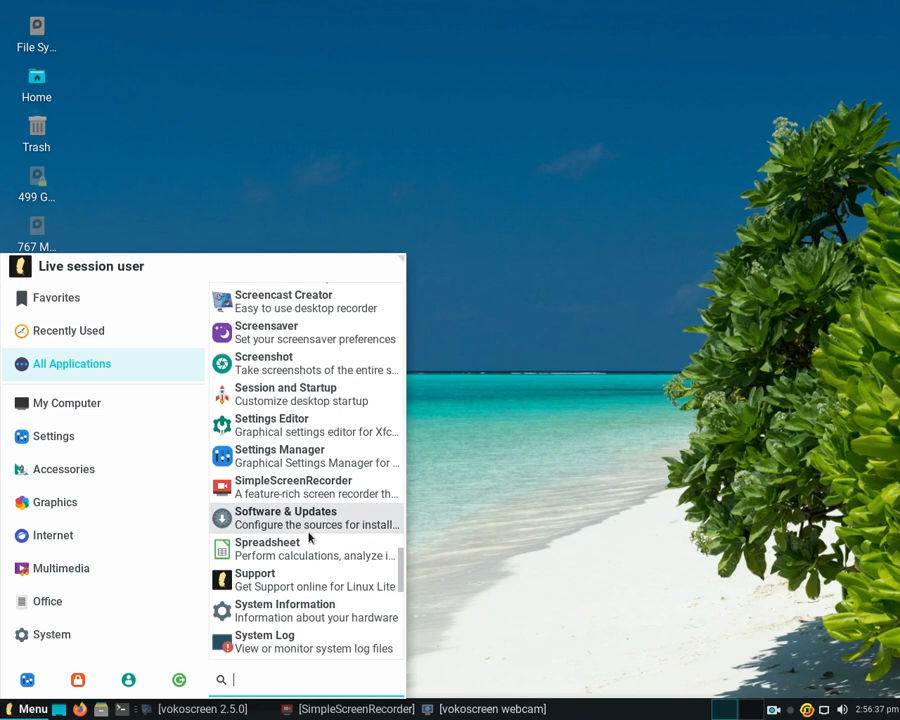 File Sy...
Home
Trash
499 G...
767 M...
Live session user
Favorites
Recently Used
All Applications
My Computer
Settings
Accessories
Graphics
Internet
Multimedia
Office
System
Screencast Creator
Easy to use desktop recorder
Screensaver
Set your screensaver preferences
Screenshot
Take screenshots of the entire s...
Session and Startup
Customize desktop startup
Settings Editor
Graphical settings editor for Xfc...
Settings Manager
Graphical Settings Manager for ...
SimpleScreenRecorder
A feature-rich screen recorder th...
Software & Updates
Configure the sources for install...
Spreadsheet
Perform calculations, analyze i...
Support
Get Support online for Linux Lite
System Information
Information about your hardware
System Log
View or monitor system log files
Menu
[vokoscreen 2.5.0]
[SimpleScreenRecorder]
[vokoscreen webcam]
2:56:37 pm